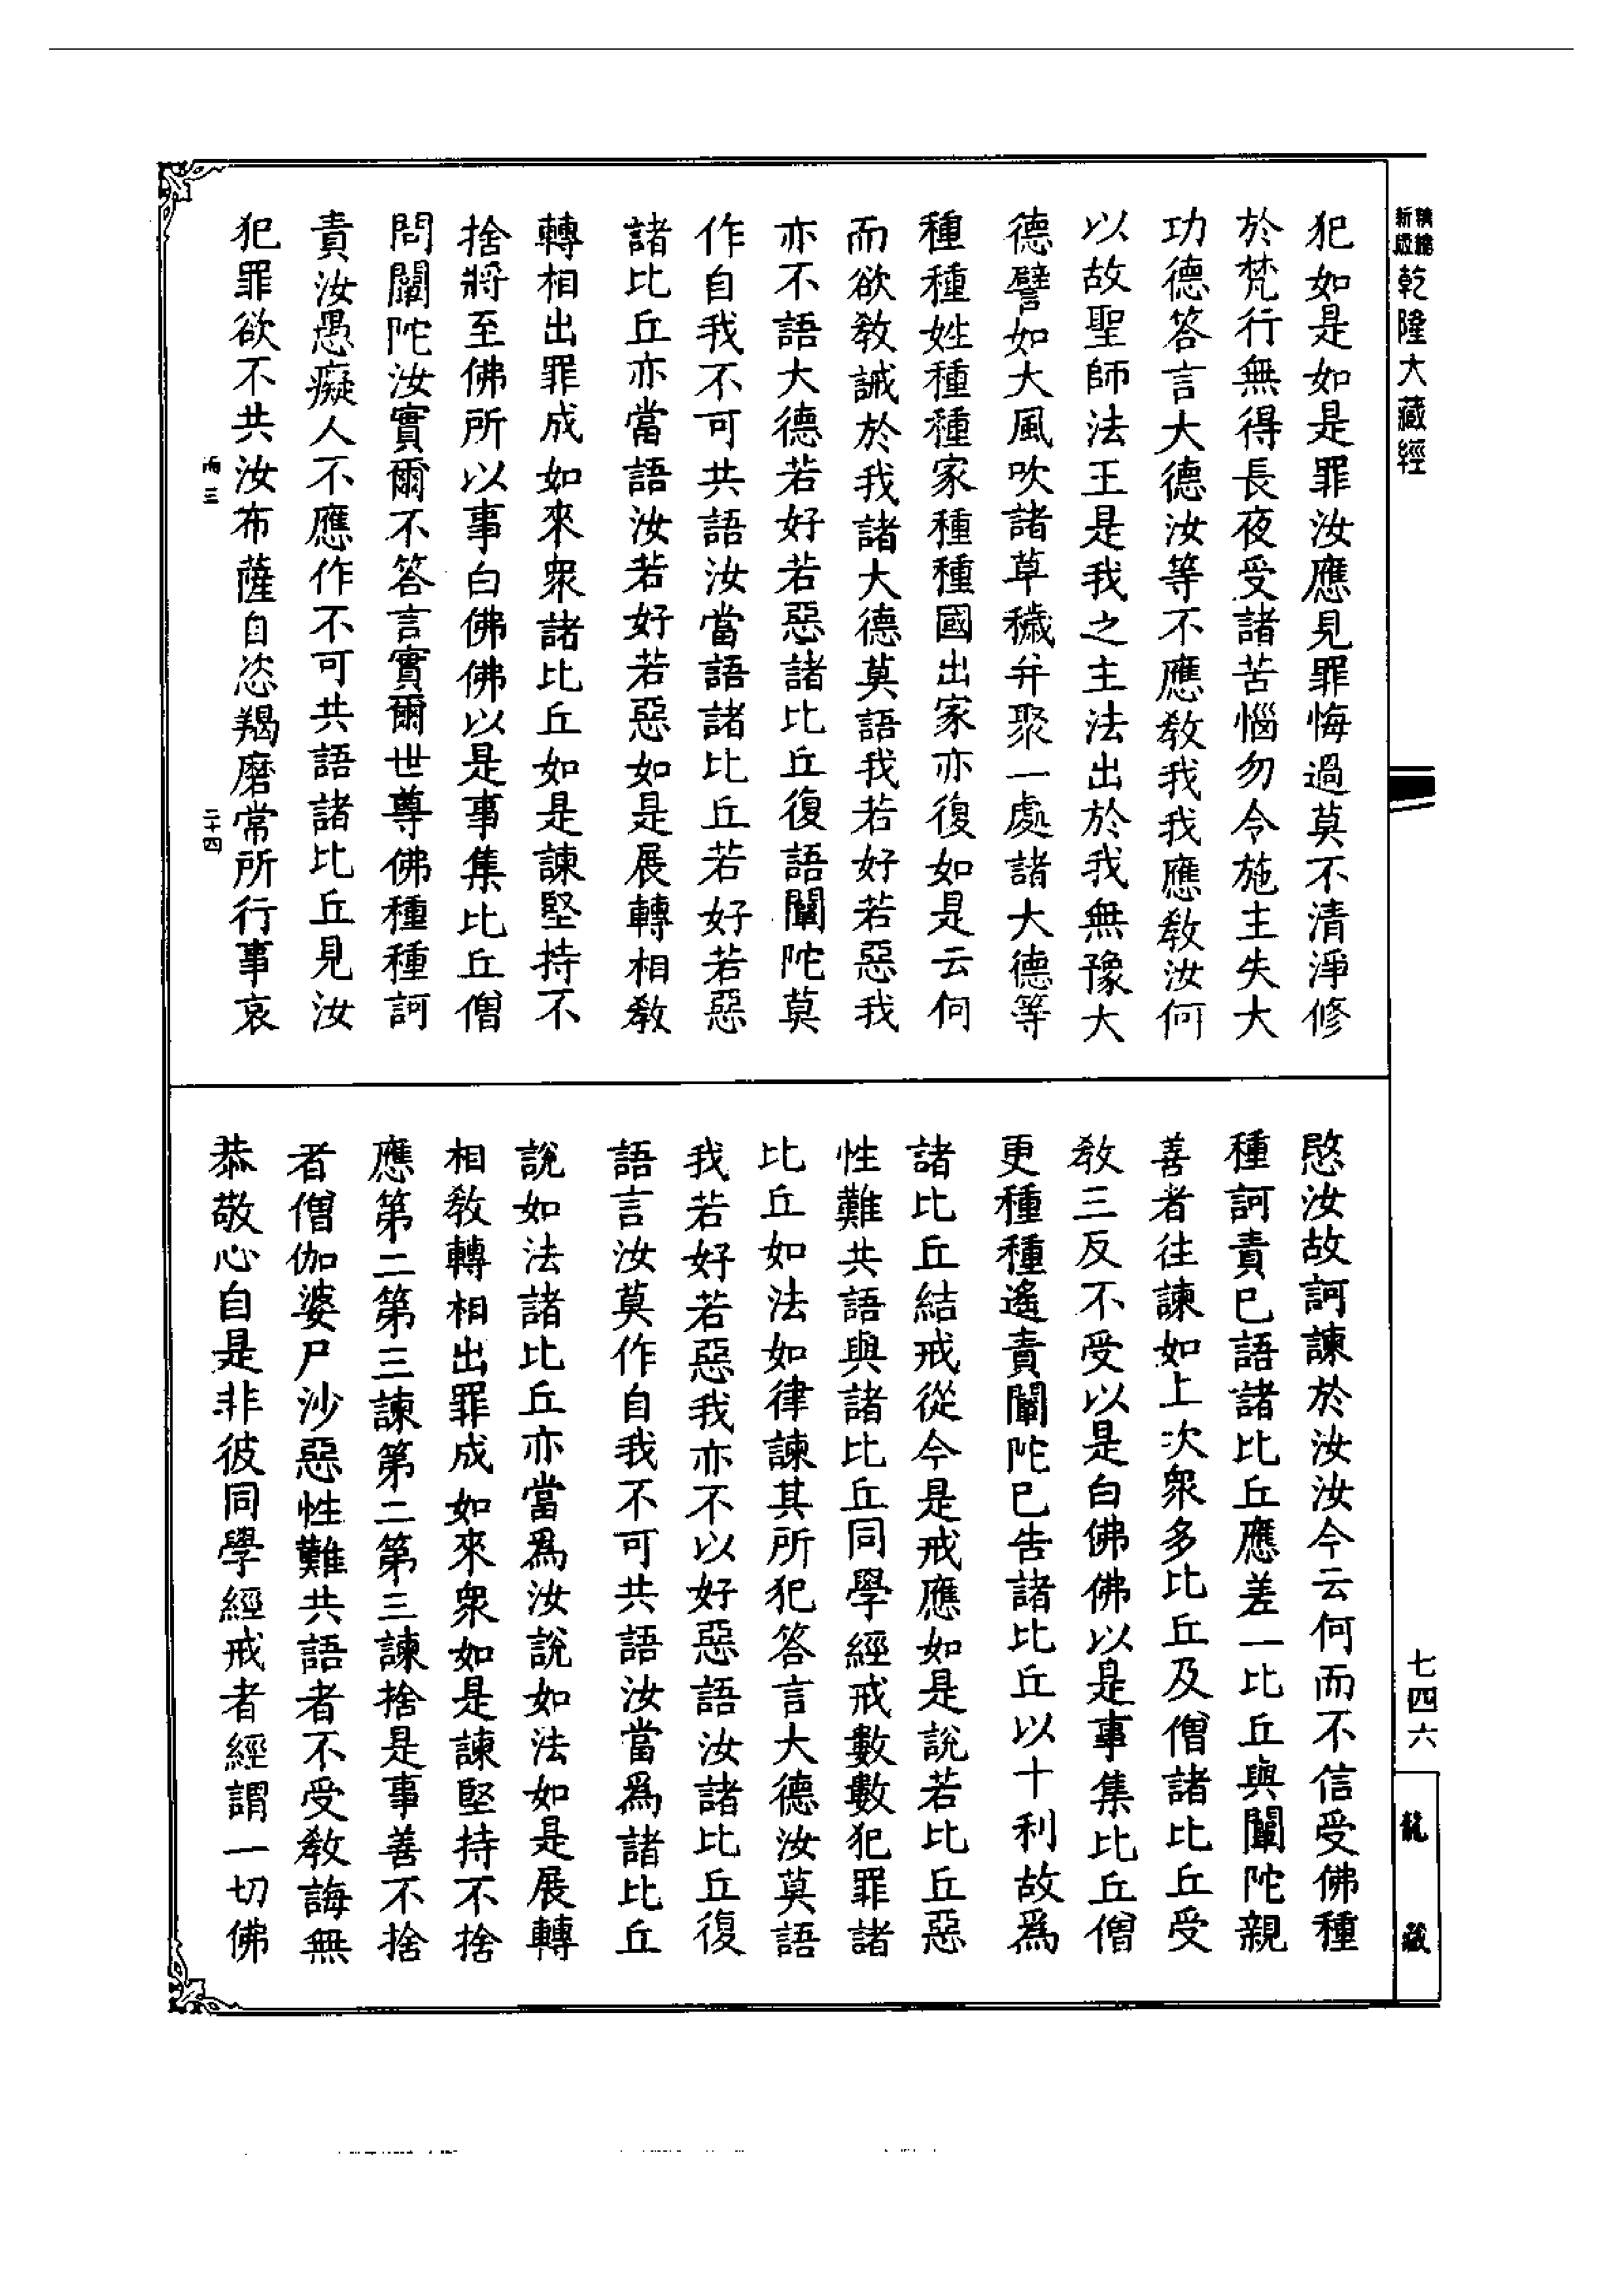 新版
乾隆大藏經
犯如是如是罪汝應見罪悔過莫不清淨修
於梵行無得長夜受諸苦惱勿令施主失大
功德答言大德汝等不應教我我應教汝何
以故聖師法王是我之主法出於我無豫大
德譬如大風吹諸草穢并聚一處諸大德等
種種姓種種家種種國出家亦復如是云何
而欲教誡於我諸大德莫語我若好若惡我
亦不語大德若好若惡諸比丘復語闡陀莫
作自我不可共語汝當語諸比丘若好若惡
諸比丘亦當語汝若好若惡如是展轉相教
轉相出罪成如來眾諸比丘如是諫堅持不
捨將至佛所以事白佛佛以是事集比丘僧
問闡陀汝實爾不答言實爾世尊佛種種訶
責汝愚癡人不應作不可共語諸比丘見汝
犯罪欲不共汝布薩自恣羯磨常所行事哀
二十四
愍汝故訶諫於汝汝今云何而不信受佛種
種訶責已語諸比丘應差一比丘與闡陀親
善者往諫如上次眾多比丘及僧諸比丘受
教三反不受以是白佛佛以是事集比丘僧
更種種遙責闡陀已告諸比丘以十利故為
諸比丘結戒從今是戒應如是說若比丘惡
性難共語與諸比丘同學經戒數數犯罪諸
比丘如法如律諫其所犯答言大德汝莫語
我若好若惡我亦不以好惡語汝諸比丘復
語言汝莫作自我不可共語汝當為諸比丘
說如法諸比丘亦當為汝說如法如是展轉
相教轉相出罪成如來眾如是諫堅持不捨
應第二第三諫第二第三諫捨是事善不捨
者僧伽婆尸沙惡性難共語者不受教誨無
恭敬心自是非彼同學經戒者經謂一切佛
七四六
龍藏